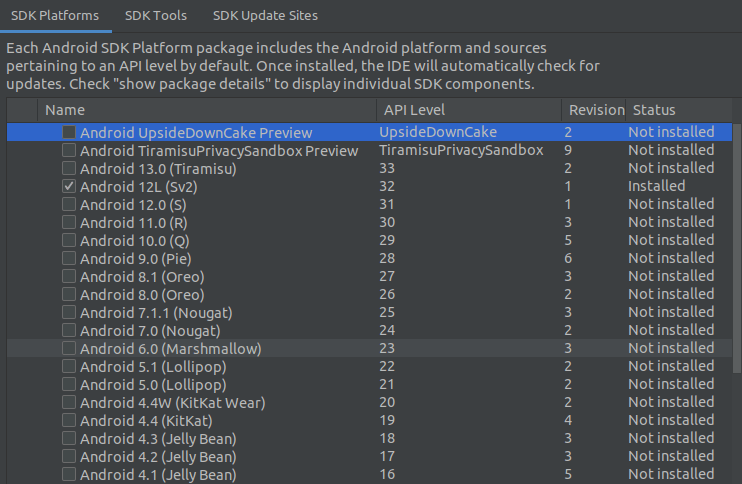 SDK Platforms SDK Tools SDK Update Sites
Each Android SDK Platform package includes the Android platform and sources
pertaining to an API level by default. Once installed, the IDE will automatically check for
updates. Check "show package details" to display individual SDK components.
Name API Level Revision Status
Android UpsideDownCake Preview UpsideDownCake 2 Not installed
Android TiramisuPrivacySandbox Preview TiramisuPrivacySandbox 9 Not installed
Android 13.0 (Tiramisu) 33 2 Not installed
Android 12L (Sv2) 32 1 Installed
Android 12.0 (S) 31 1 Not installed
Android 11.0 (R) 30 3 Not installed
Android 10.0 (Q) 29 5 Not installed
Android 9.0 (Pie) 28 6 Not installed
Android 8.1 (Oreo) 27 3 Not installed
Android 8.0 (Oreo) 26 2 Not installed
Android 7.1.1 (Nougat) 25 3 Not installed
Android 7.0 (Nougat) 24 2 Not installed
Android 6.0 (Marshmallow) 23 3 Not installed
Android 5.1 (Lollipop) 22 2 Not installed
Android 5.0 (Lollipop) 21 2 Not installed
Android 4.4W (KitKat Wear) 20 2 Not installed
Android 4.4 (KitKat) 19 4 Not installed
Android 4.3 (Jelly Bean) 18 3 Not installed
Android 4.2 (Jelly Bean) 17 3 Not installed
Android 4.1 (Jelly Bean) 16 5 Not installed